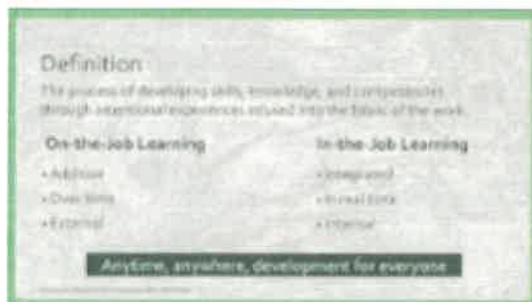 Definition
The process of developing skills, knowledge, and competencies
through intentional experiences infused into the fabric of the work.
On-the-Job Learning
• Additive
• Over time
• External
In-the-Job Learning
• Integrated
• In real time
• Internal
Anytime, anywhere, development for everyone